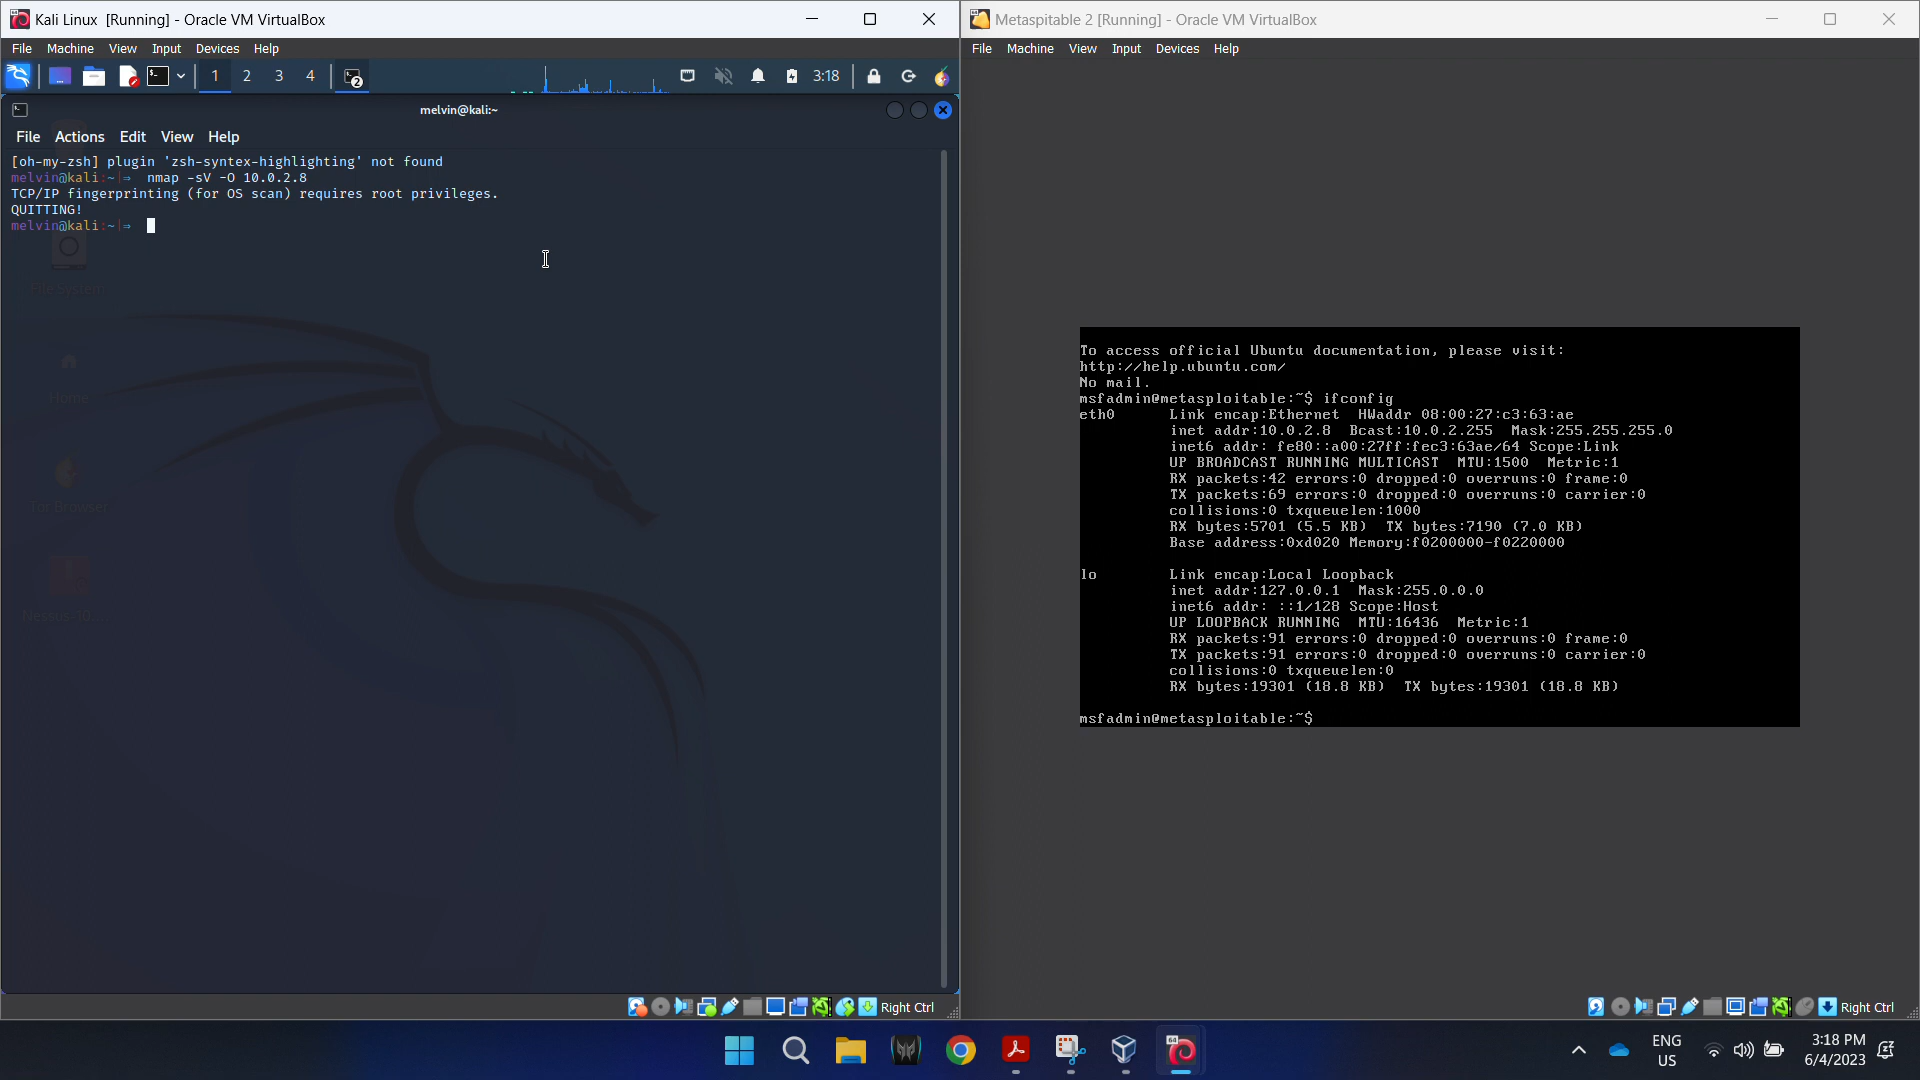 Kali Linux [Running] - Oracle VM VirtualBox
File Machine View Input Devices Help
1 2 3 4 2 3:18
melvin@kali:~
File Actions Edit View Help
[oh-my-zsh] plugin 'zsh-syntex-highlighting' not found
melvin@kali:~|⇒ nmap -sV -O 10.0.2.8
TCP/IP fingerprinting (for OS scan) requires root privileges.
QUITTING!
melvin@kali:~|⇒
File System
Home
Tor Browser
Nessus-10....
Right Ctrl
Metaspitable 2 [Running] - Oracle VM VirtualBox
File Machine View Input Devices Help
To access official Ubuntu documentation, please visit:
http://help.ubuntu.com/
No mail.
msfadmin@metasploitable:~$ ifconfig
eth0 Link encap:Ethernet HWaddr 08:00:27:c3:63:ae
inet addr:10.0.2.8 Bcast:10.0.2.255 Mask:255.255.255.0
inet6 addr: fe80::a00:27ff:fec3:63ae/64 Scope:Link
UP BROADCAST RUNNING MULTICAST MTU:1500 Metric:1
RX packets:42 errors:0 dropped:0 overruns:0 frame:0
TX packets:69 errors:0 dropped:0 overruns:0 carrier:0
collisions:0 txqueuelen:1000
RX bytes:5701 (5.5 KB) TX bytes:7190 (7.0 KB)
Base address:0xd020 Memory:f0200000-f0220000
lo Link encap:Local Loopback
inet addr:127.0.0.1 Mask:255.0.0.0
inet6 addr: ::1/128 Scope:Host
UP LOOPBACK RUNNING MTU:16436 Metric:1
RX packets:91 errors:0 dropped:0 overruns:0 frame:0
TX packets:91 errors:0 dropped:0 overruns:0 carrier:0
collisions:0 txqueuelen:0
RX bytes:19301 (18.8 KB) TX bytes:19301 (18.8 KB)
msfadmin@metasploitable:~$
Right Ctrl
64
ENG
US
3:18 PM
6/4/2023